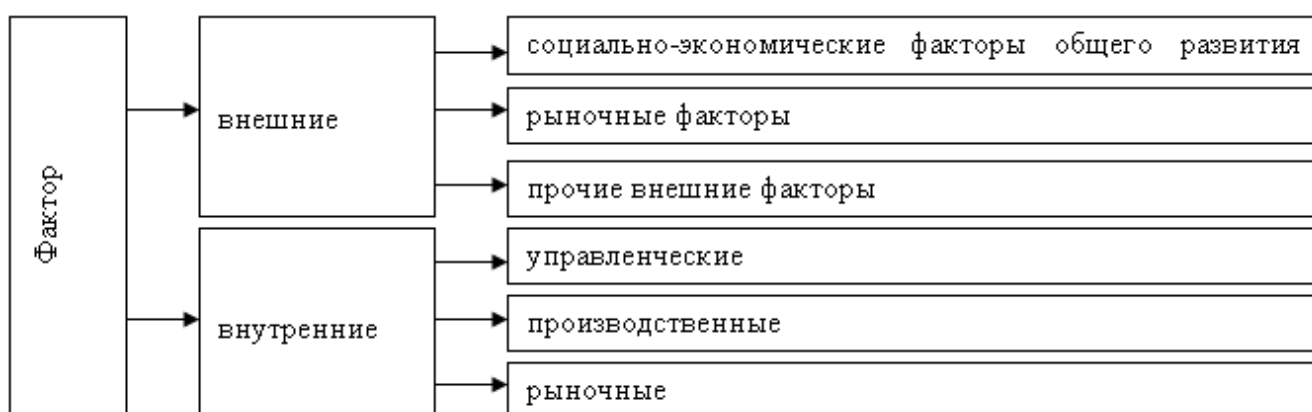 Фактор
внешние
социально-экономические факторы общего развития
рыночные факторы
прочие внешние факторы
внутренние
управленческие
производственные
рыночные